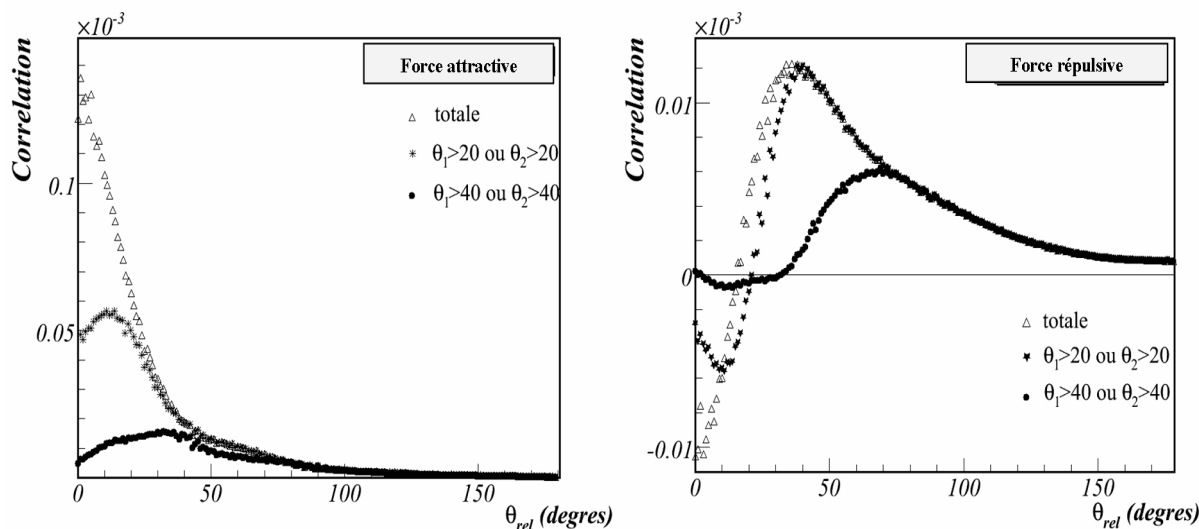 ×10⁻³
Correlation
Force attractive
△ totale
✳ θ₁>20 ou θ₂>20
● θ₁>40 ou θ₂>40
0.1
0.05
0
0 50 100 150
θrel (degres)
×10⁻³
Correlation
Force répulsive
0.01
0
-0.01
△ totale
★ θ₁>20 ou θ₂>20
● θ₁>40 ou θ₂>40
0 50 100 150
θrel (degres)